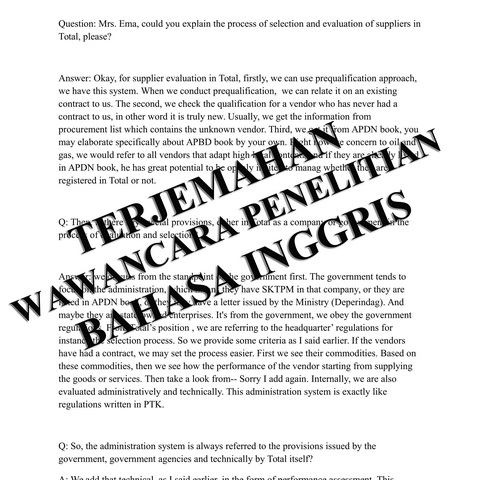 Question: Mrs. Ema, could you explain the process of selection and evaluation of suppliers in
Total, please?
Answer: Okay, for supplier evaluation in Total, firstly, we can use prequalification approach,
we have this system. When we conduct prequalification, we can relate it on an existing
contract to us. The second, we check the qualification for a vendor who has never had a
contract to us, in other word it is truly new. Usually, we get the information from
procurement list which contains the unknown vendor. Third, we get it from APDN book, you
may elaborate specifically about APBD book by your own. Right now we concern to oil and
gas, we would refer to all vendors that adapt high local content and if they are already
in APDN book, he has great potential to be invited to manag whether they are
registered in Total or not.
TERJEMAHAN
WAWANCARA PENELITIAN
BAHASA INGGRIS
Q: Then, is there special provisions, either in Total as a company or government in the
process of evaluation and selection
Answer: we begins from the standpoint of the government first. The government tends to
focus on the administration, which they have SKTPM in that company, or they are
listed in APDN book, or they have a letter issued by the Ministry (Deperindag). And
maybe they are state owned enterprises. It's from the government, we obey the government
regulations. From Total's position , we are referring to the headquarter' regulations for
instance the selection process. So we provide some criteria as I said earlier. If the vendors
have had a contract, we may set the process easier. First we see their commodities. Based on
these commodities, then we see how the performance of the vendor starting from supplying
the goods or services. Then take a look from-- Sorry I add again. Internally, we are also
evaluated administratively and technically. This administration system is exactly like
regulations written in PTK.
Q: So, the administration system is always referred to the provisions issued by the
government, government agencies and technically by Total itself?
A: We add that technical, as I said earlier, in the form of performance assessment. This